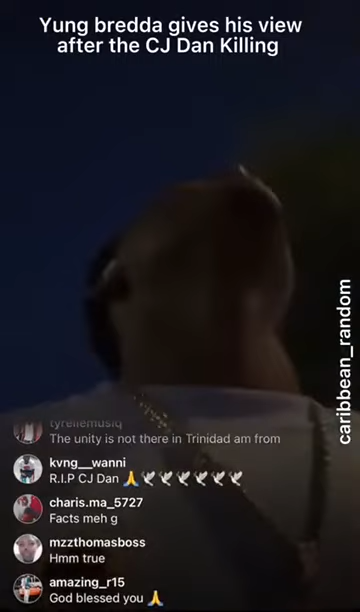 Yung bredda gives his view
after the CJ Dan Killing
caribbean_random
tyrellemusiq
The unity is not there in Trinidad am from
kvng__wanni
R.I.P CJ Dan 🙏🕊🕊🕊🕊🕊🕊
charis.ma_5727
Facts meh g
mzzthomasboss
Hmm true
amazing_r15
God blessed you 🙏